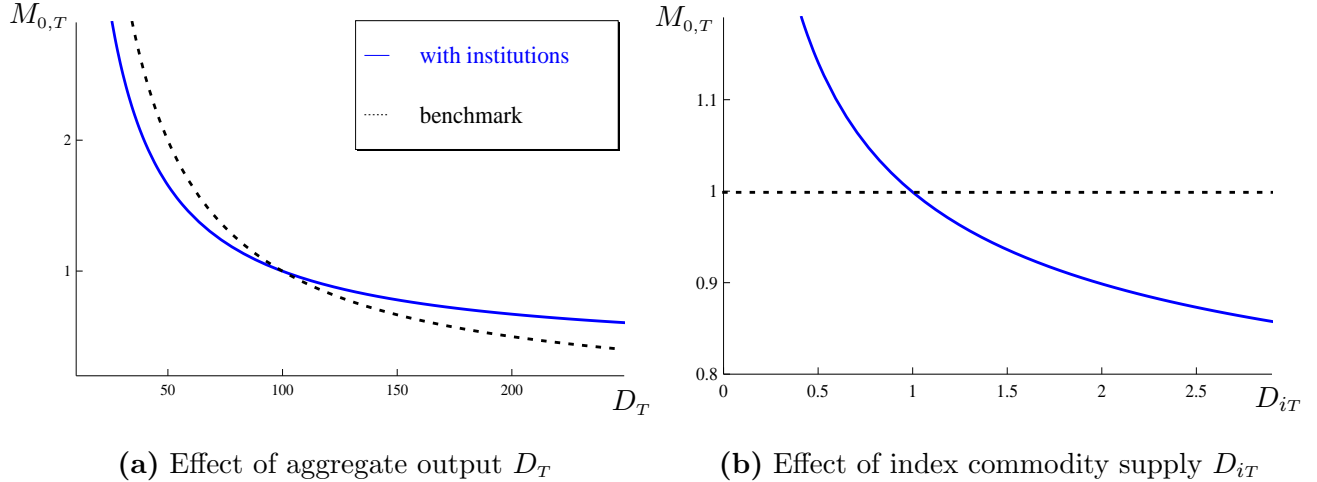 M0,T
2
1
50
100
150
200
DT
with institutions
benchmark
(a) Effect of aggregate output DT
M0,T
1.1
1
0.9
0.8
0
0.5
1
1.5
2
2.5
DiT
(b) Effect of index commodity supply DiT